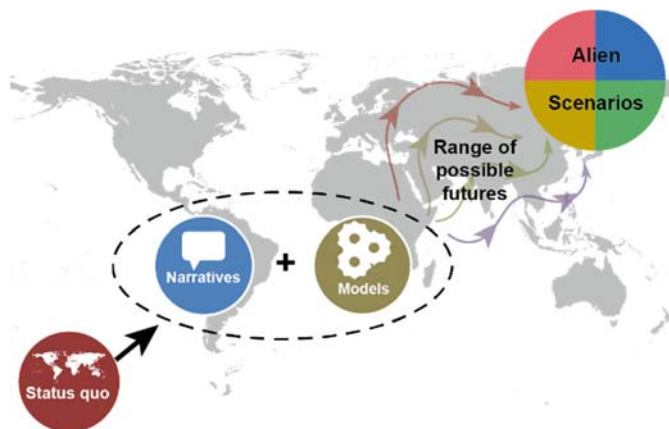 Alien
Scenarios
Range of
possible
futures
Narratives
+
Models
Status quo